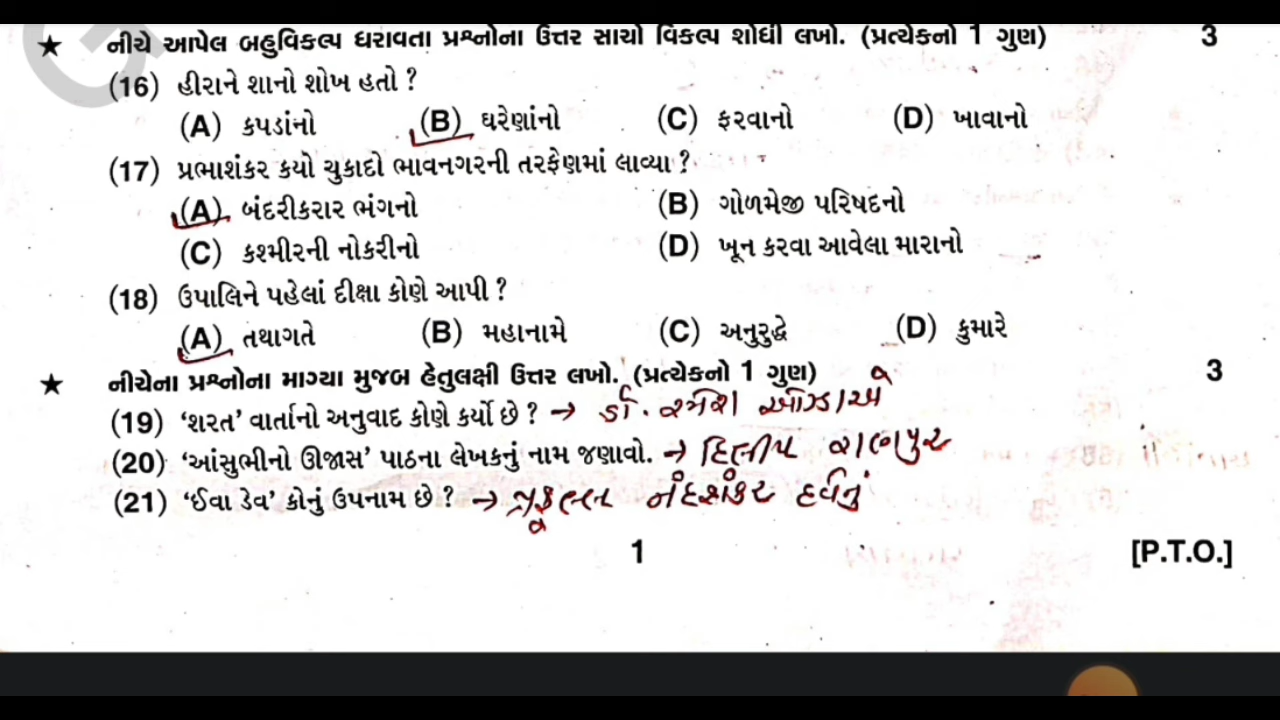 ★ નીચે આપેલ બહુવિકલ્પ ધરાવતા પ્રશ્નોના ઉત્તર સાચો વિકલ્પ શોધી લખો. (પ્રત્યેકનો 1 ગુણ) 3
(16) હીરાને શાનો શોખ હતો ?
(A) કપડાંનો (B) ઘરેણાંનો (C) ફરવાનો (D) ખાવાનો
(17) પ્રભાશંકર કયો ચુકાદો ભાવનગરની તરફેણમાં લાવ્યા ?
(A) બંદરીકરાર ભંગનો (B) ગોળમેજી પરિષદનો
(C) કશ્મીરની નોકરીનો (D) ખૂન કરવા આવેલા મારાનો
(18) ઉપાલિને પહેલાં દીક્ષા કોણે આપી ?
(A) તથાગતે (B) મહાનામે (C) અનુરુદ્ધે (D) કુમારે
★ નીચેના પ્રશ્નોના માગ્યા મુજબ હેતુલક્ષી ઉત્તર લખો. (પ્રત્યેકનો 1 ગુણ) 3
(19) ‘શરત’ વાર્તાનો અનુવાદ કોણે કર્યો છે ? → ડૉ. રમેશ ઓઝાએ
(20) ‘આંસુભીનો ઊજાસ’ પાઠના લેખકનું નામ જણાવો. → દિલીપ રાણપુરા
(21) ‘ઈવા ડેવ’ કોનું ઉપનામ છે ? → પ્રફુલ્લ નંદશંકર દવેનું
1 [P.T.O.]